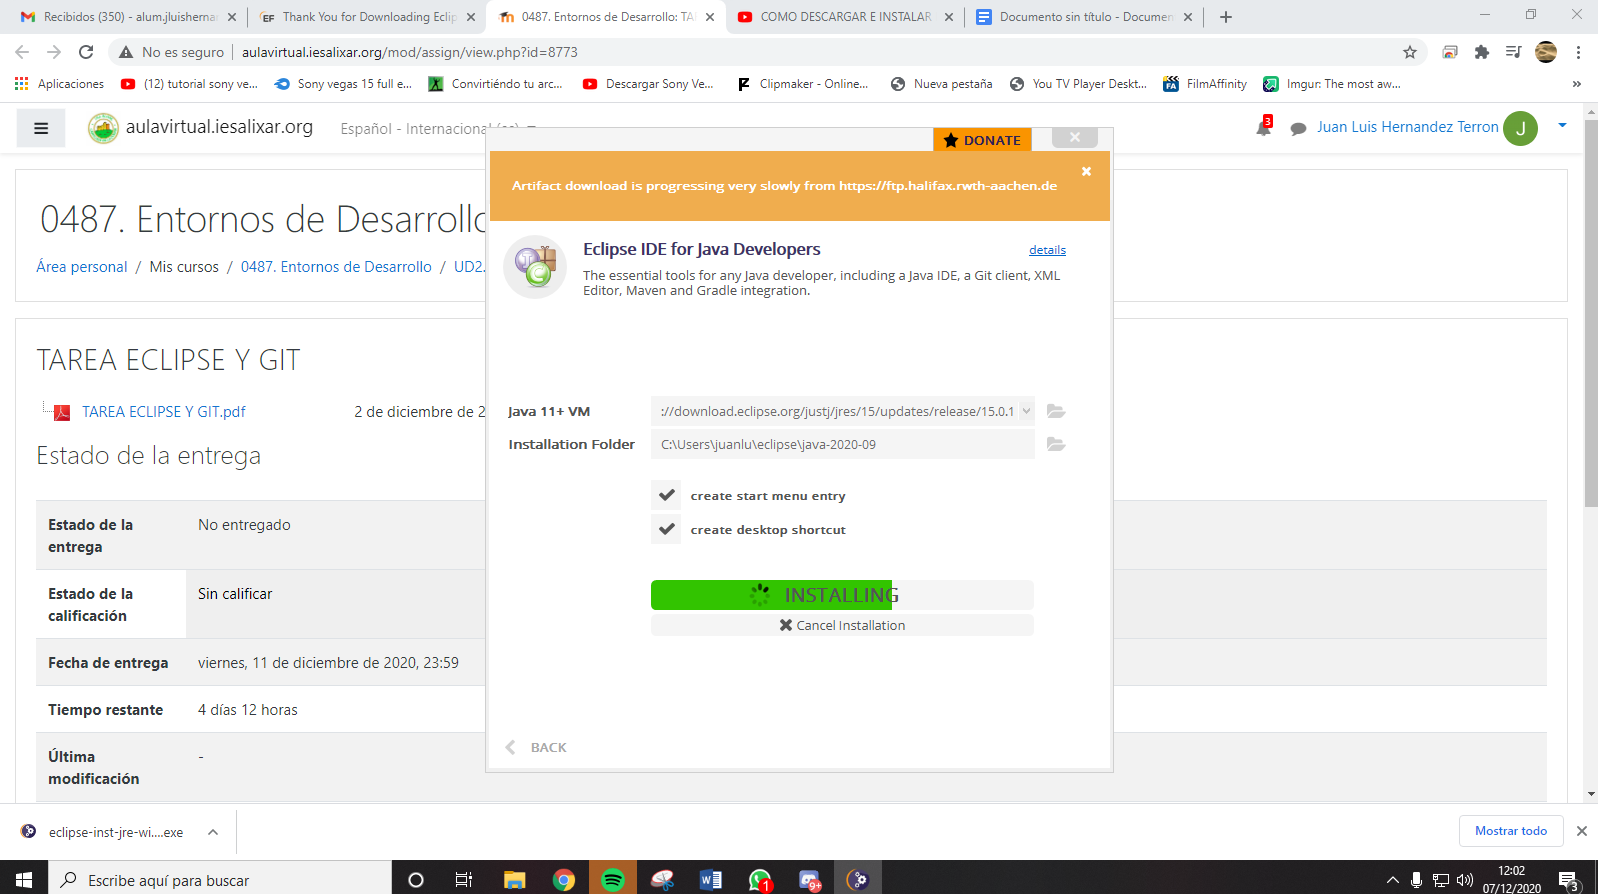 Recibidos (350) - alum.jluisherna
Thank You for Downloading Eclip
0487. Entornos de Desarrollo: TA
COMO DESCARGAR E INSTALAR
Documento sin título - Documen
No es seguro | aulavirtual.iesalixar.org/mod/assign/view.php?id=8773
Aplicaciones
(12) tutorial sony ve...
Sony vegas 15 full e...
Convirtiéndo tu arc...
Descargar Sony Ve...
Clipmaker - Online...
Nueva pestaña
You TV Player Deskt...
FilmAffinity
Imgur: The most aw...
»
aulavirtual.iesalixar.org
Español - Internacional
3
Juan Luis Hernandez Terron
J
DONATE
Artifact download is progressing very slowly from https://ftp.halifax.rwth-aachen.de
0487. Entornos de Desarrollo
Área personal / Mis cursos / 0487. Entornos de Desarrollo / UD2.
Eclipse IDE for Java Developers
details
The essential tools for any Java developer, including a Java IDE, a Git client, XML
Editor, Maven and Gradle integration.
TAREA ECLIPSE Y GIT
TAREA ECLIPSE Y GIT.pdf
2 de diciembre de 2
Java 11+ VM
://download.eclipse.org/justj/jres/15/updates/release/15.0.1
Installation Folder
C:\Users\juanlu\eclipse\java-2020-09
Estado de la entrega
create start menu entry
create desktop shortcut
Estado de la
entrega
No entregado
Estado de la
calificación
Sin calificar
INSTALLING
Cancel Installation
Fecha de entrega
viernes, 11 de diciembre de 2020, 23:59
Tiempo restante
4 días 12 horas
Última
modificación
-
BACK
eclipse-inst-jre-wi....exe
Mostrar todo
Escribe aquí para buscar
1
9+
12:02
07/12/2020
3